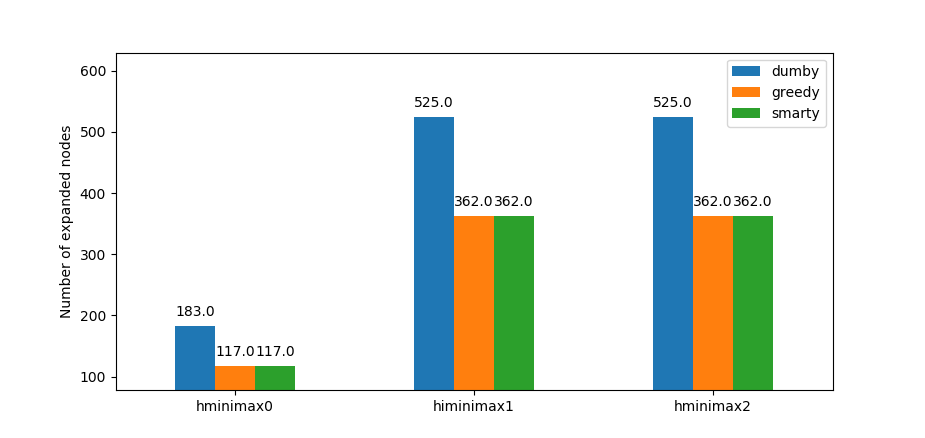 Number of expanded nodes
600
500
400
300
200
100
dumby
greedy
smarty
183.0
117.0
117.0
525.0
362.0
362.0
525.0
362.0
362.0
hminimax0
himinimax1
hminimax2